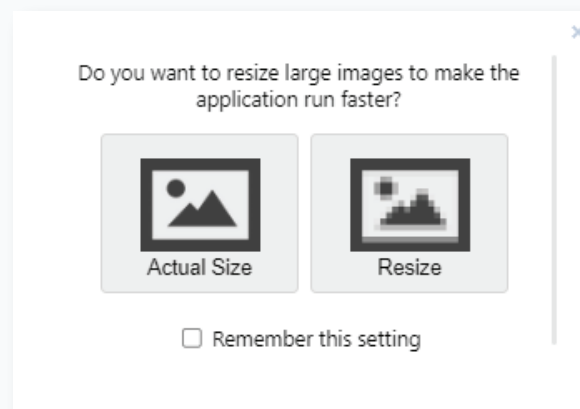 Do you want to resize large images to make the
application run faster?
Actual Size
Resize
Remember this setting